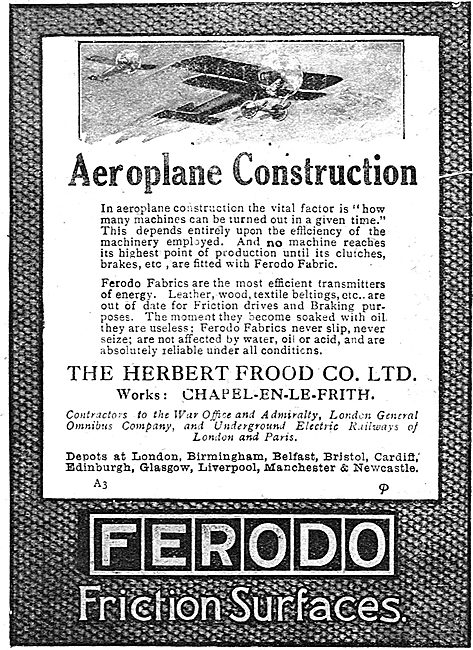 Aeroplane Construction
In aeroplane construction the vital factor is "how
many machines can be turned out in a given time."
This depends entirely upon the efficiency of the
machinery employed. And no machine reaches
its highest point of production until its clutches,
brakes, etc, are fitted with Ferodo Fabric.
Ferodo Fabrics are the most efficient transmitters
of energy. Leather, wood, textile beltings, etc.. are
out of date for Friction drives and Braking pur-
poses. The moment they become soaked with oil
they are useless; Ferodo Fabrics never slip, never
seize; are not affected by water, oil or acid, and are
absolutely reliable under all conditions.
THE HERBERT FROOD CO. LTD.
Works: CHAPEL-EN-LE-FRITH.
Contractors to the War Office and Admiralty, London General
Omnibus Company, and Underground Electric Railways of
London and Paris.
Depots at London, Birmingham, Belfast, Bristol, Cardiff,
Edinburgh, Glasgow, Liverpool, Manchester & Newcastle.
A3
FERODO
Friction Surfaces.